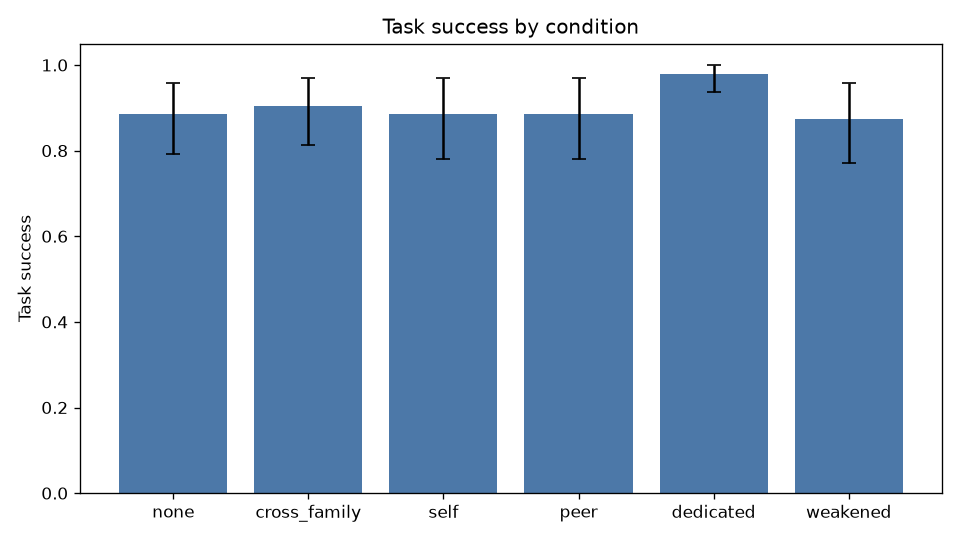 Task success by condition
Task success
1.0
0.8
0.6
0.4
0.2
0.0
none cross_family self peer dedicated weakened